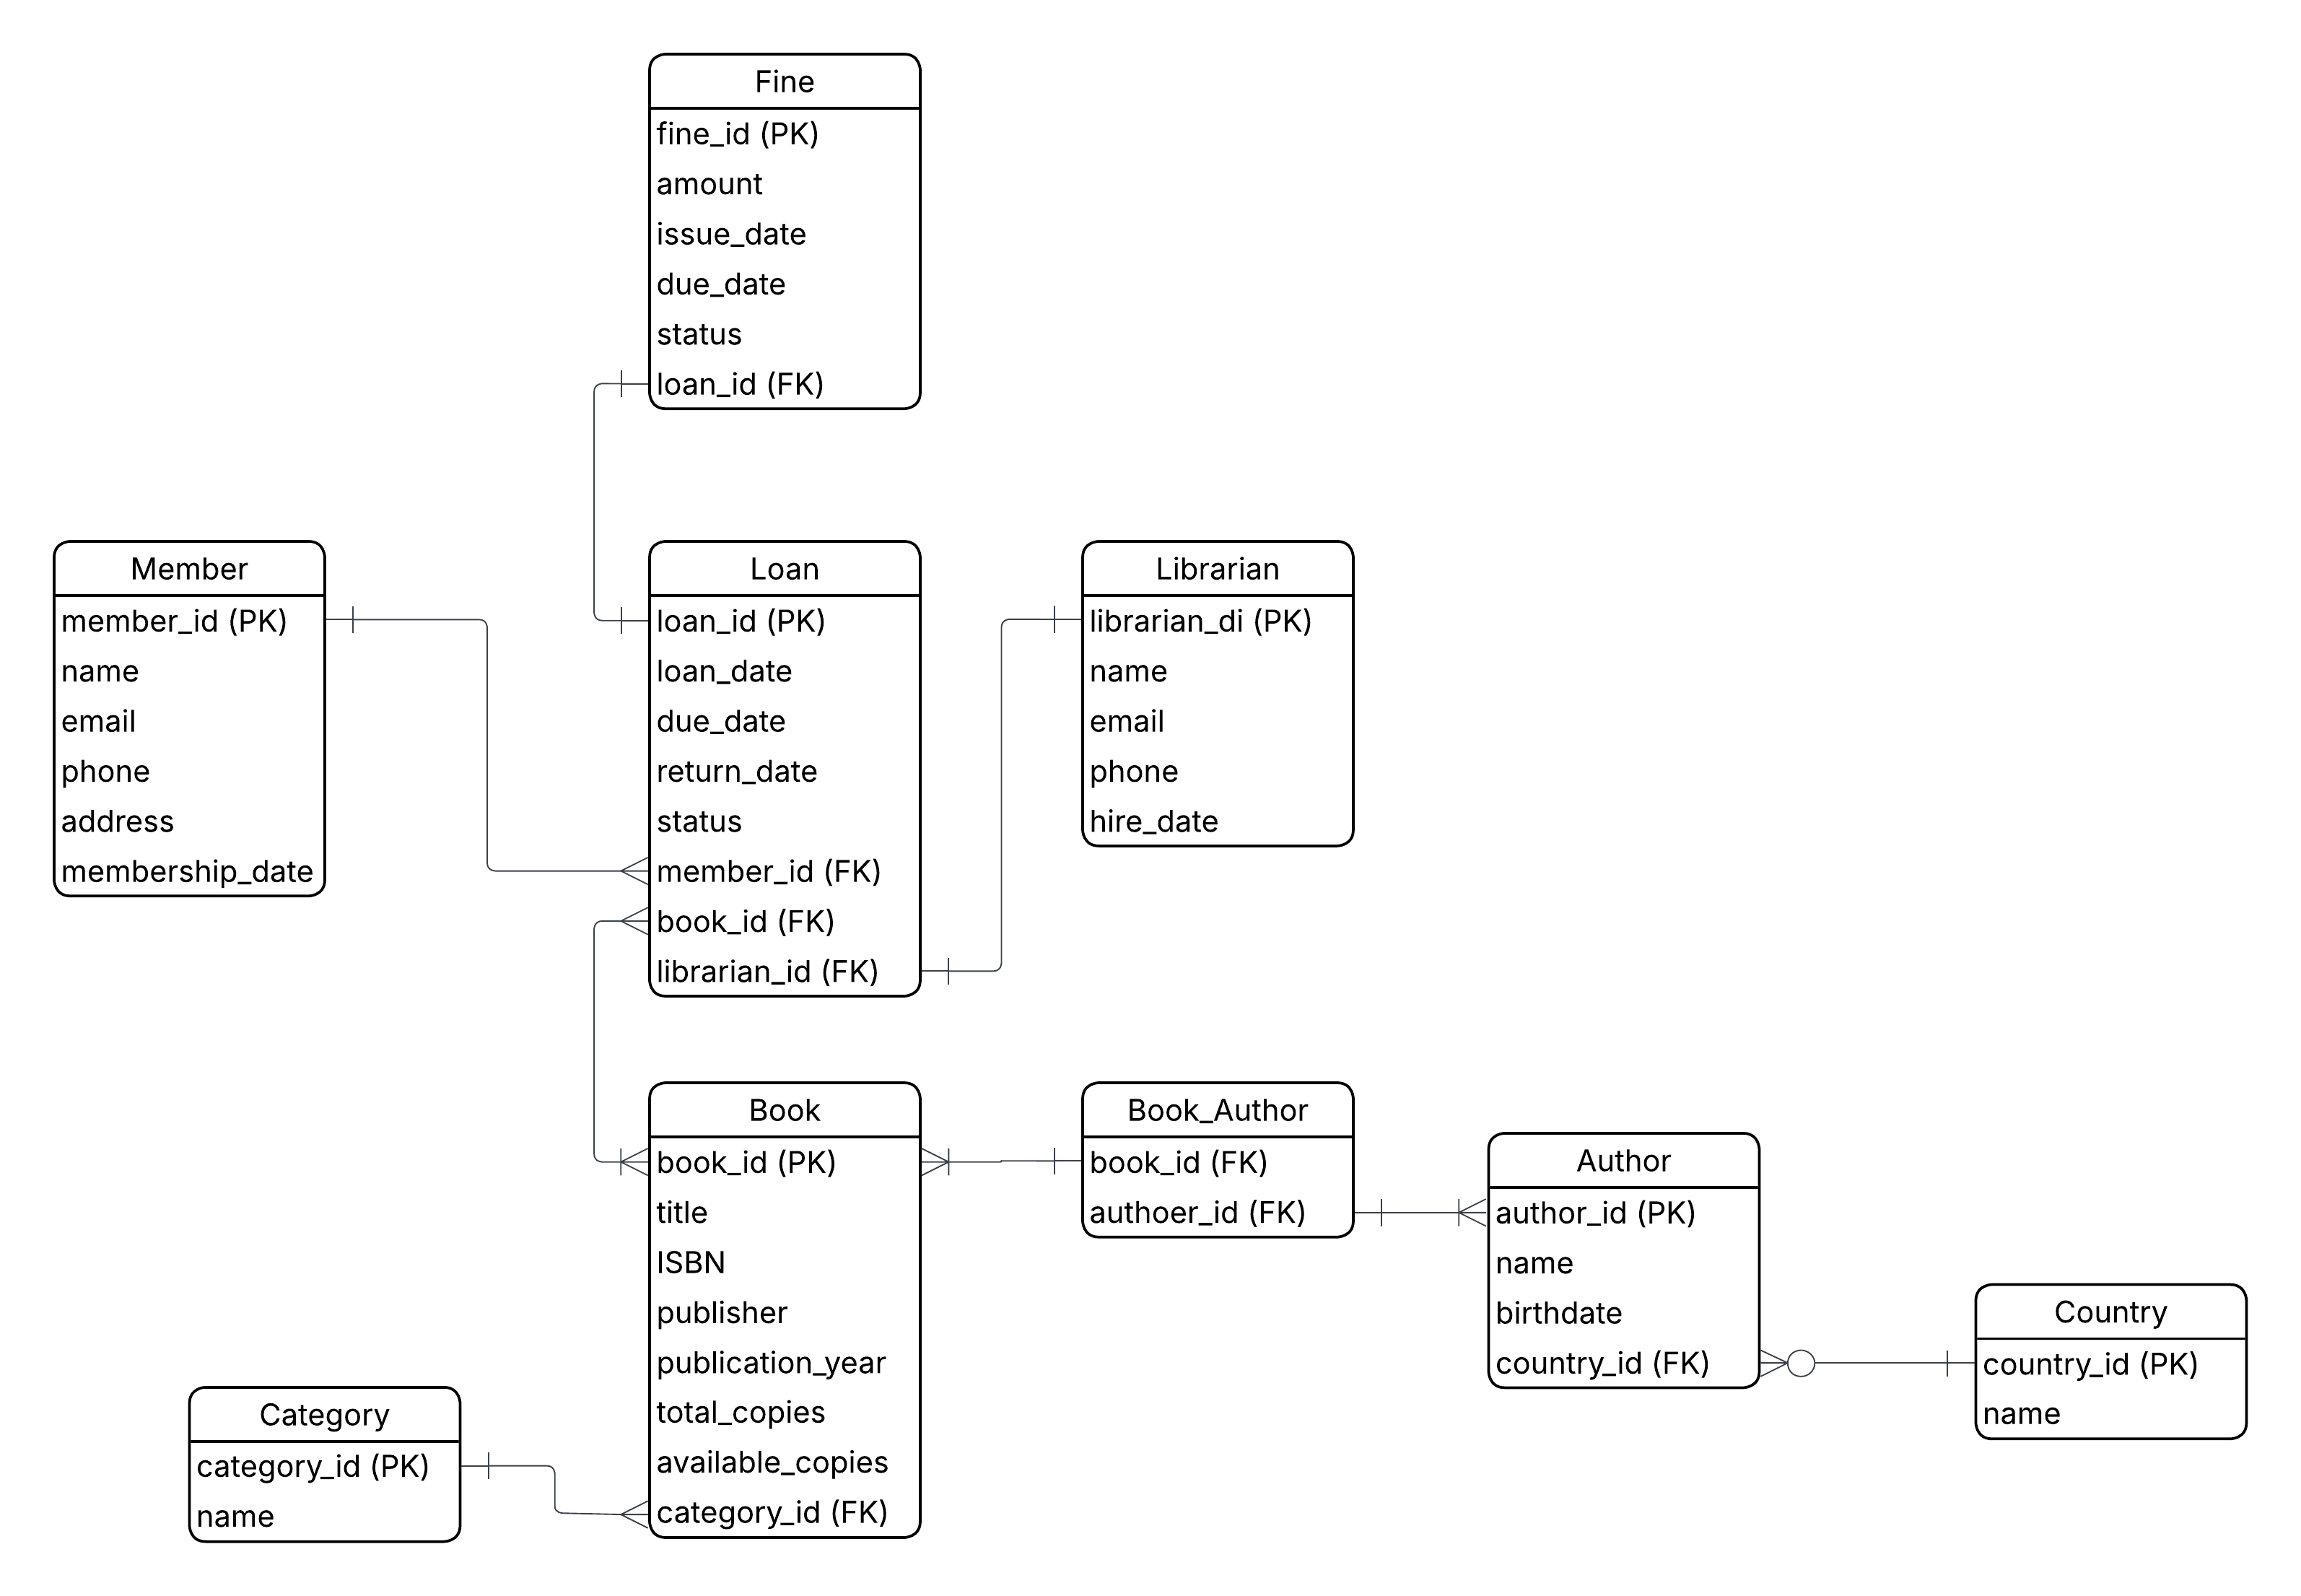 Fine
fine_id (PK)
amount
issue_date
due_date
status
loan_id (FK)
Member
member_id (PK)
name
email
phone
address
membership_date
Loan
loan_id (PK)
loan_date
due_date
return_date
status
member_id (FK)
book_id (FK)
librarian_id (FK)
Librarian
librarian_di (PK)
name
email
phone
hire_date
Book
book_id (PK)
title
ISBN
publisher
publication_year
total_copies
available_copies
category_id (FK)
Book_Author
book_id (FK)
authoer_id (FK)
Author
author_id (PK)
name
birthdate
country_id (FK)
Country
country_id (PK)
name
Category
category_id (PK)
name